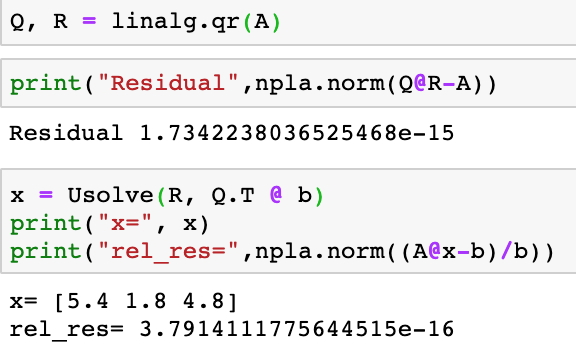 Q, R = linalg.qr(A)
print("Residual",npla.norm(Q@R-A))
Residual 1.7342238036525468e-15
x = Usolve(R, Q.T @ b)
print("x=", x)
print("rel_res=",npla.norm((A@x-b)/b))
x= [5.4 1.8 4.8]
rel_res= 3.7914111775644515e-16